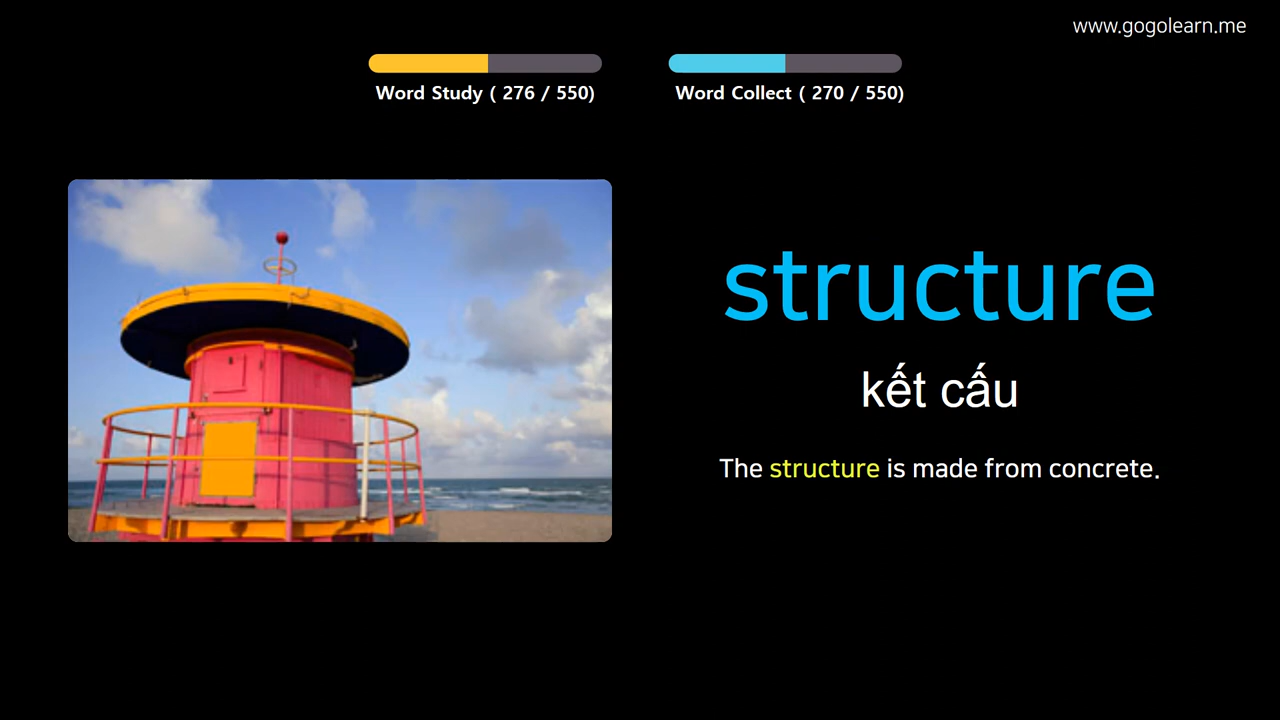 www.gogolearn.me
Word Study ( 276 / 550)
Word Collect ( 270 / 550)
structure
kết cấu
The structure is made from concrete.